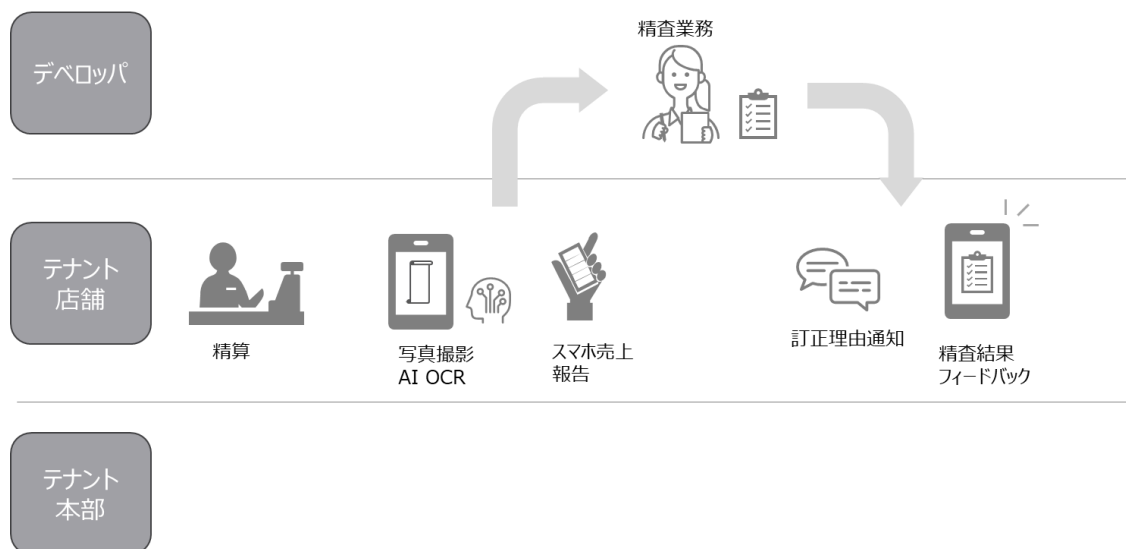 精査業務
デベロッパ
テナント
店舗
精算
写真撮影
AI OCR
スマホ売上
報告
訂正理由通知
精査結果
フィードバック
テナント
本部